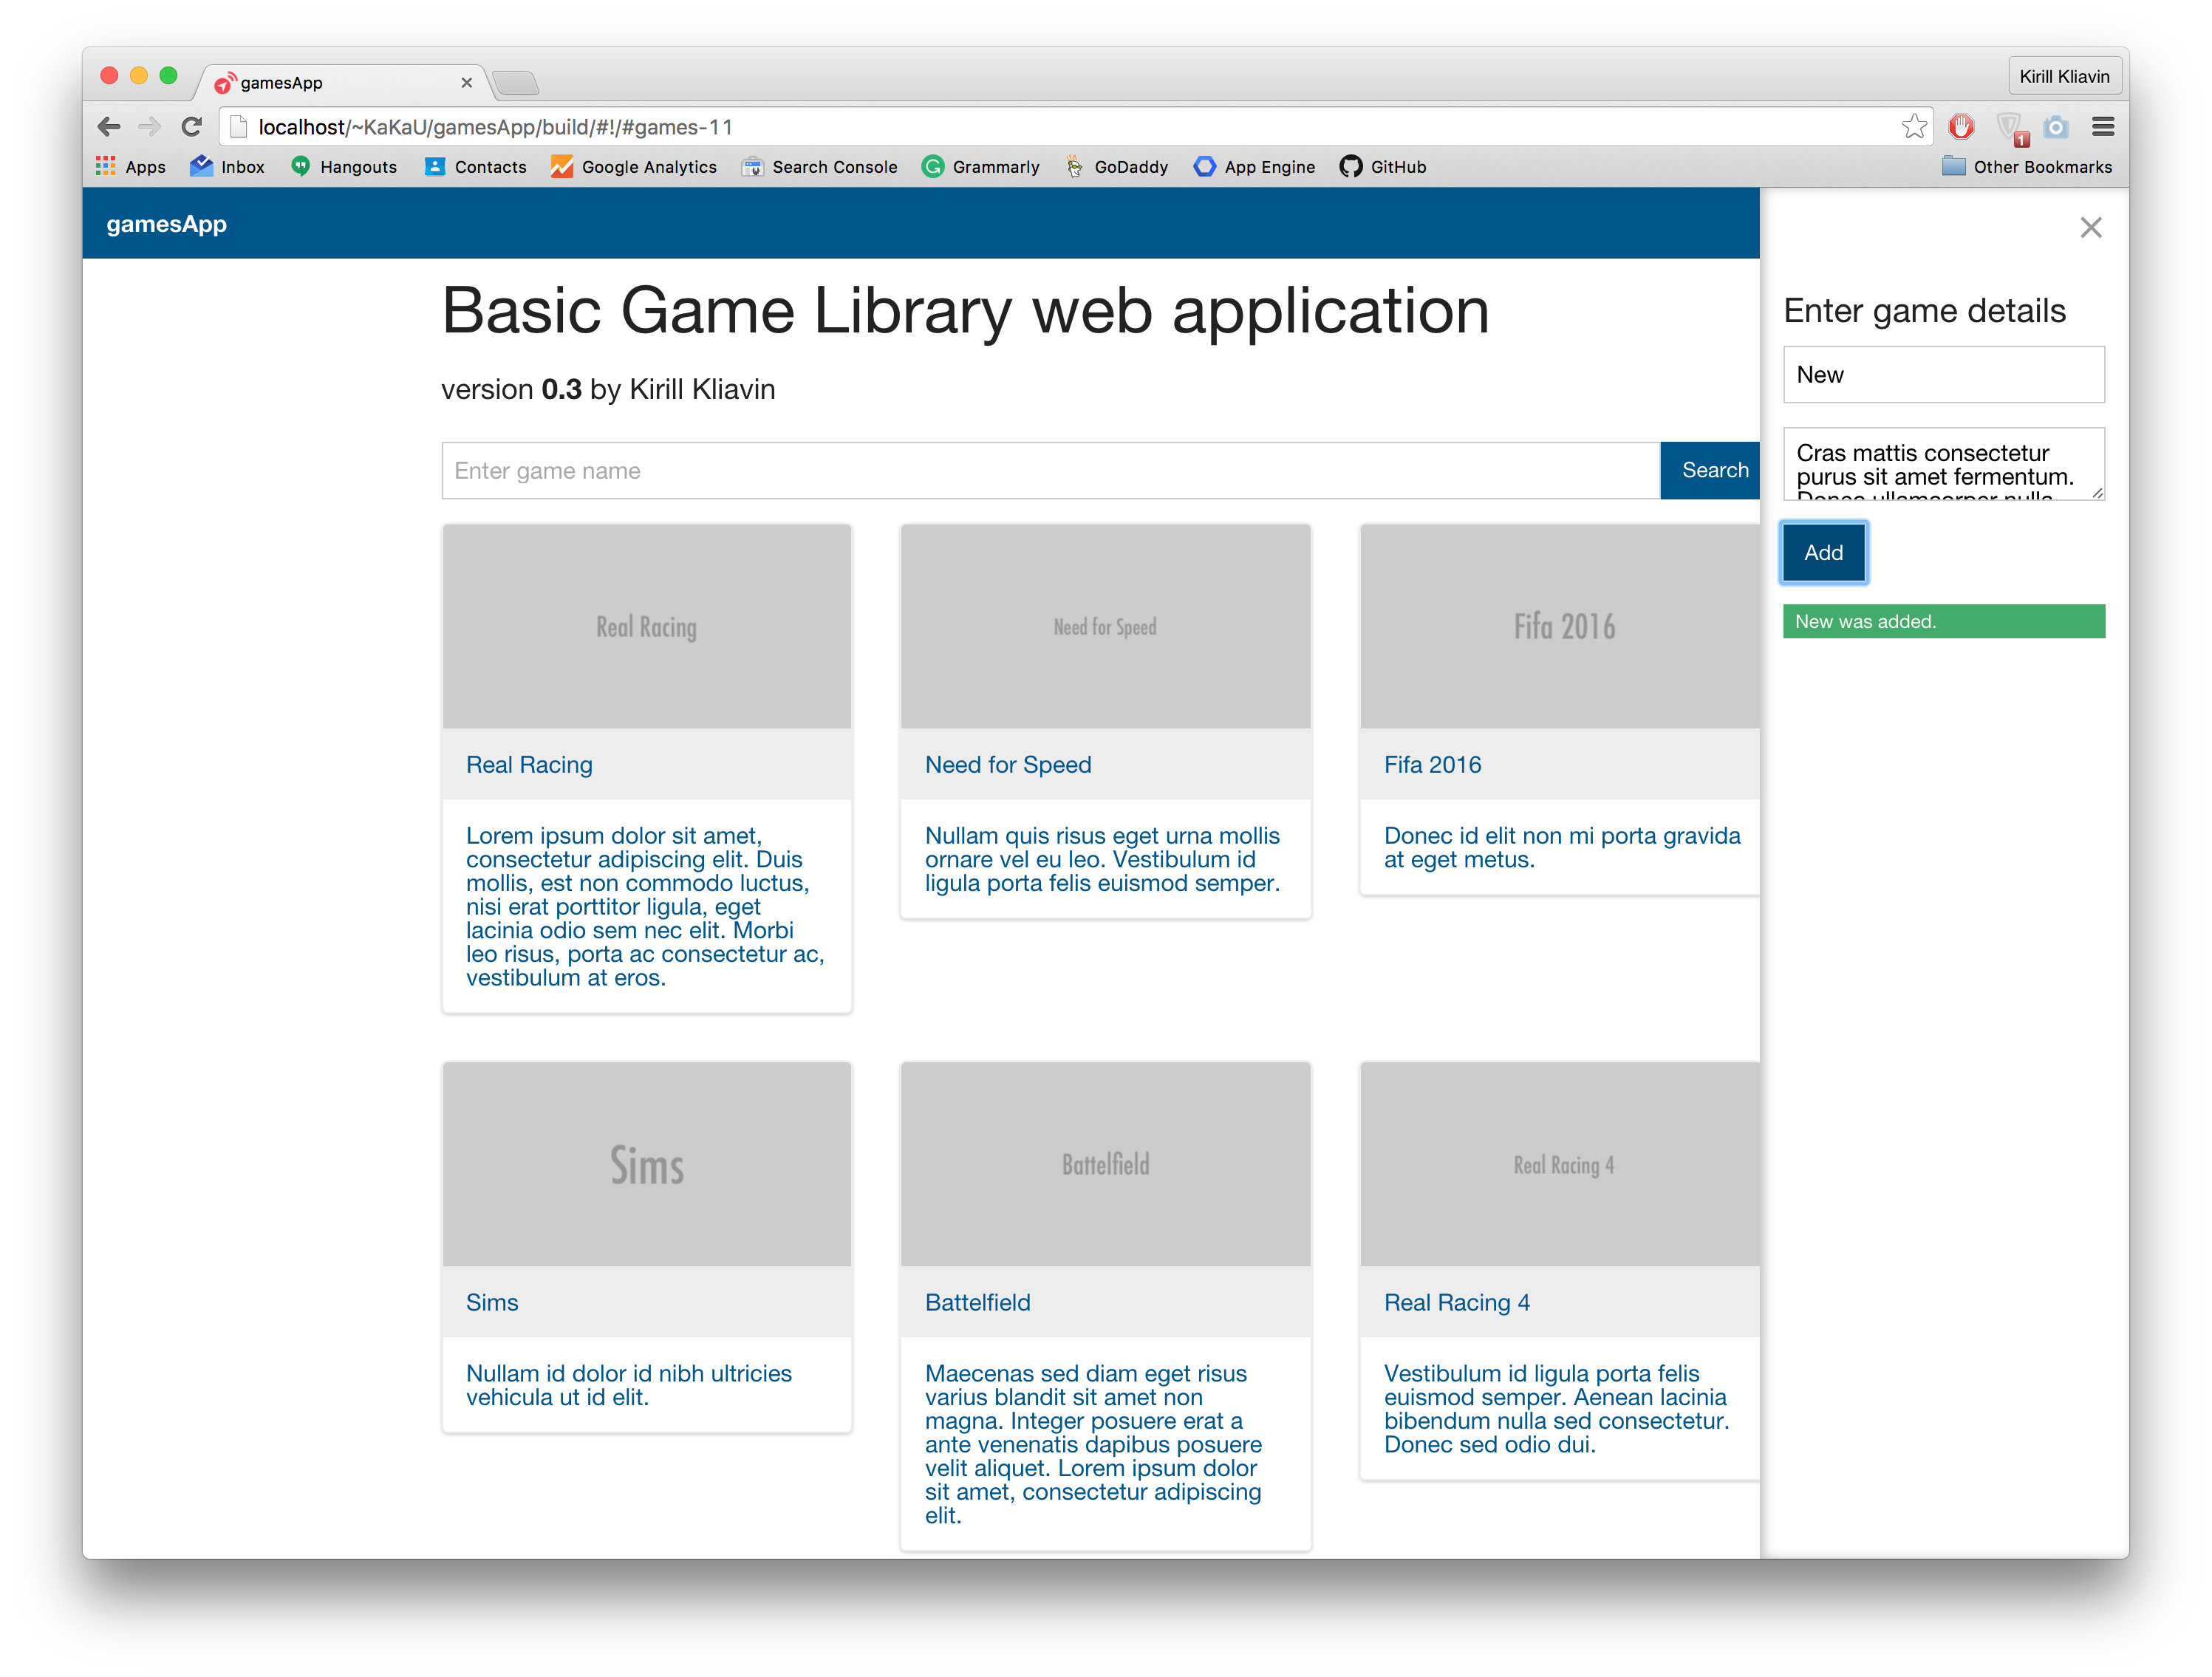 gamesApp
Kirill Kliavin
localhost/~KaKaU/gamesApp/build/#!/#games-11
1
Apps
Inbox
Hangouts
Contacts
Google Analytics
Search Console
Grammarly
GoDaddy
App Engine
GitHub
Other Bookmarks
gamesApp
Basic Game Library web application
version 0.3 by Kirill Kliavin
Enter game name
Search
Real Racing
Real Racing
Lorem ipsum dolor sit amet,
consectetur adipiscing elit. Duis
mollis, est non commodo luctus,
nisi erat porttitor ligula, eget
lacinia odio sem nec elit. Morbi
leo risus, porta ac consectetur ac,
vestibulum at eros.
Need for Speed
Need for Speed
Nullam quis risus eget urna mollis
ornare vel eu leo. Vestibulum id
ligula porta felis euismod semper.
Fifa 2016
Fifa 2016
Donec id elit non mi porta gravida
at eget metus.
Sims
Sims
Nullam id dolor id nibh ultricies
vehicula ut id elit.
Battelfield
Battelfield
Maecenas sed diam eget risus
varius blandit sit amet non
magna. Integer posuere erat a
ante venenatis dapibus posuere
velit aliquet. Lorem ipsum dolor
sit amet, consectetur adipiscing
elit.
Real Racing 4
Real Racing 4
Vestibulum id ligula porta felis
euismod semper. Aenean lacinia
bibendum nulla sed consectetur.
Donec sed odio dui.
Enter game details
New
Cras mattis consectetur
purus sit amet fermentum.
Donec ullamcorper nulla
Add
New was added.